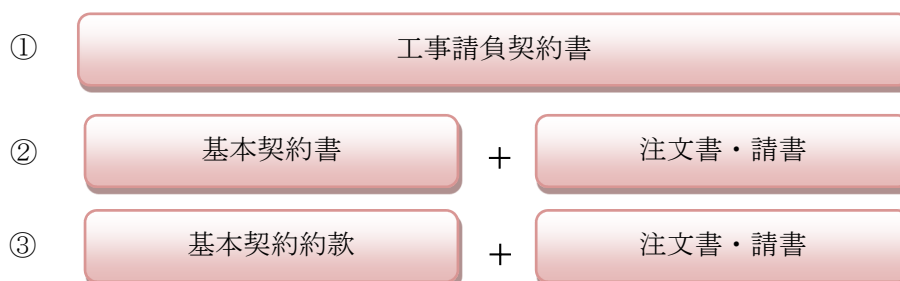 ① 工事請負契約書
② 基本契約書 + 注文書・請書
③ 基本契約約款 + 注文書・請書